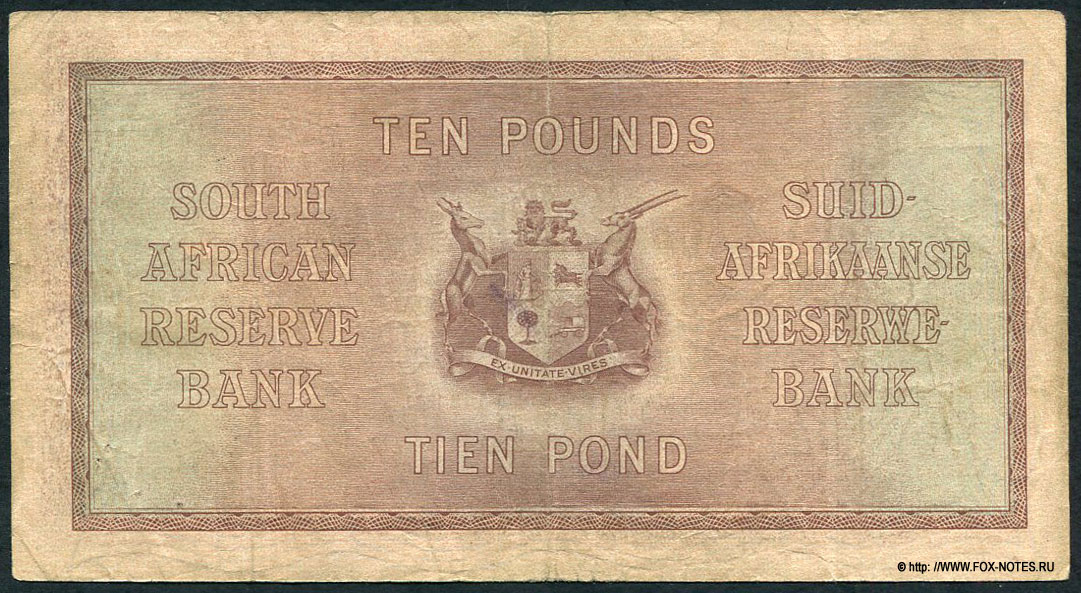 TEN POUNDS
SOUTH
AFRICAN
RESERVE
BANK
SUID-
AFRIKAANSE
RESERWE-
BANK
EX·UNITATE·VIRES
TIEN POND
© http: //WWW.FOX-NOTES.RU